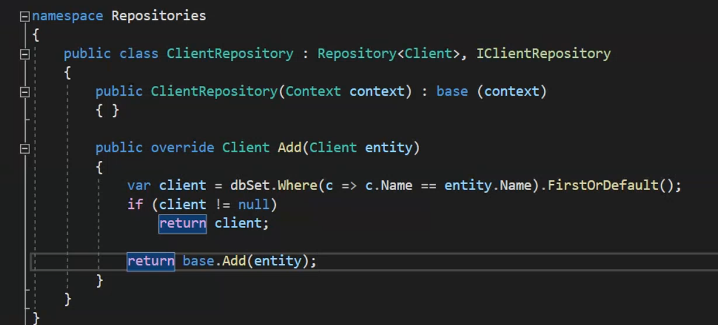 namespace Repositories
{
public class ClientRepository : Repository<Client>, IClientRepository
{
public ClientRepository(Context context) : base (context)
{ }
public override Client Add(Client entity)
{
var client = dbSet.Where(c => c.Name == entity.Name).FirstOrDefault();
if (client != null)
return client;
return base.Add(entity);
}
}
}